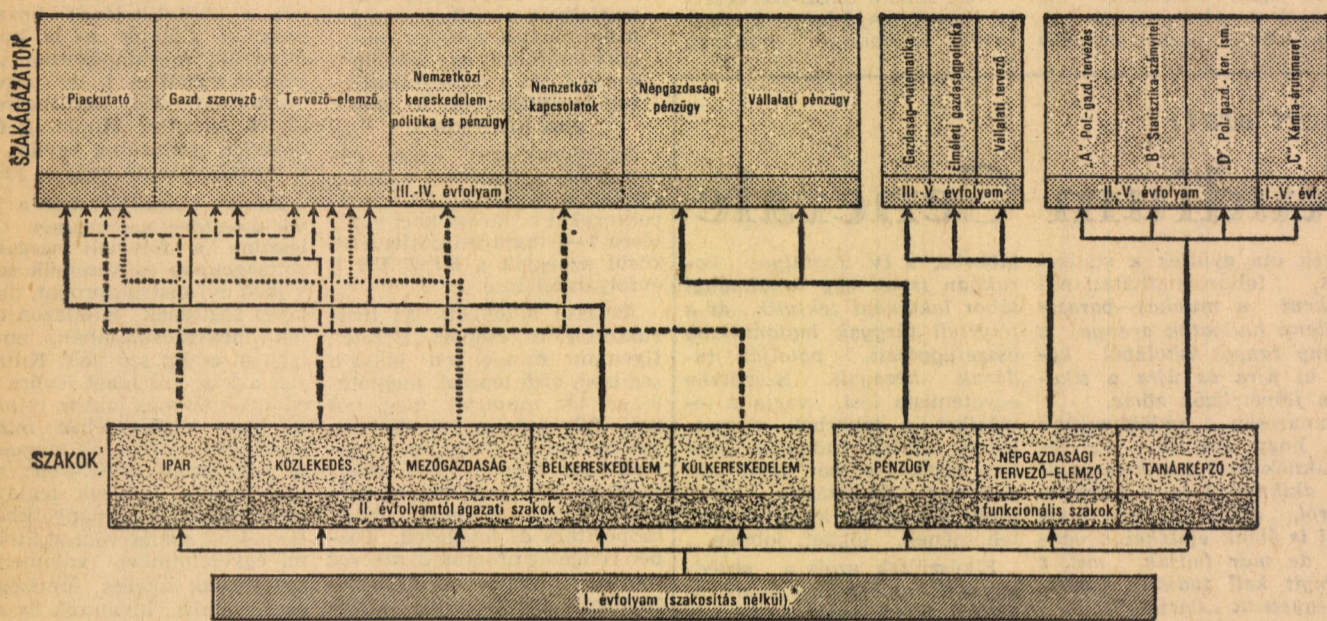 SZAKÁGAZATOK
Piackutató
Gazd. szervező
Tervező-elemző
Nemzetközi
kereskedelem-
politika és pénzügy
Nemzetközi
kapcsolatok
Népgazdasági
pénzügy
Vállalati pénzügy
III.-IV. évfolyam
Gazdaság-matematika
Elméleti gazdaságpolitika
Vállalati tervező
III.-V. évfolyam
„A” Pol.-gazd.-tervezés
„B” Statisztika-számvitel
„D” Pol.-gazd.- ker. ism.
„C” Kémia-áruismeret
II.-V. évfolyam
I.-V. évf.
SZAKOK
IPAR
KÖZLEKEDÉS
MEZŐGAZDASÁG
BELKERESKEDLLEM
KÜLKERESKEDELEM
II. évfolyamtól ágazati szakok
PÉNZÜGY
NÉPGAZDASÁGI
TERVEZŐ-ELEMZŐ
TANÁRKÉPZŐ
funkcionális szakok
I. évfolyam (szakosítás nélkül)*